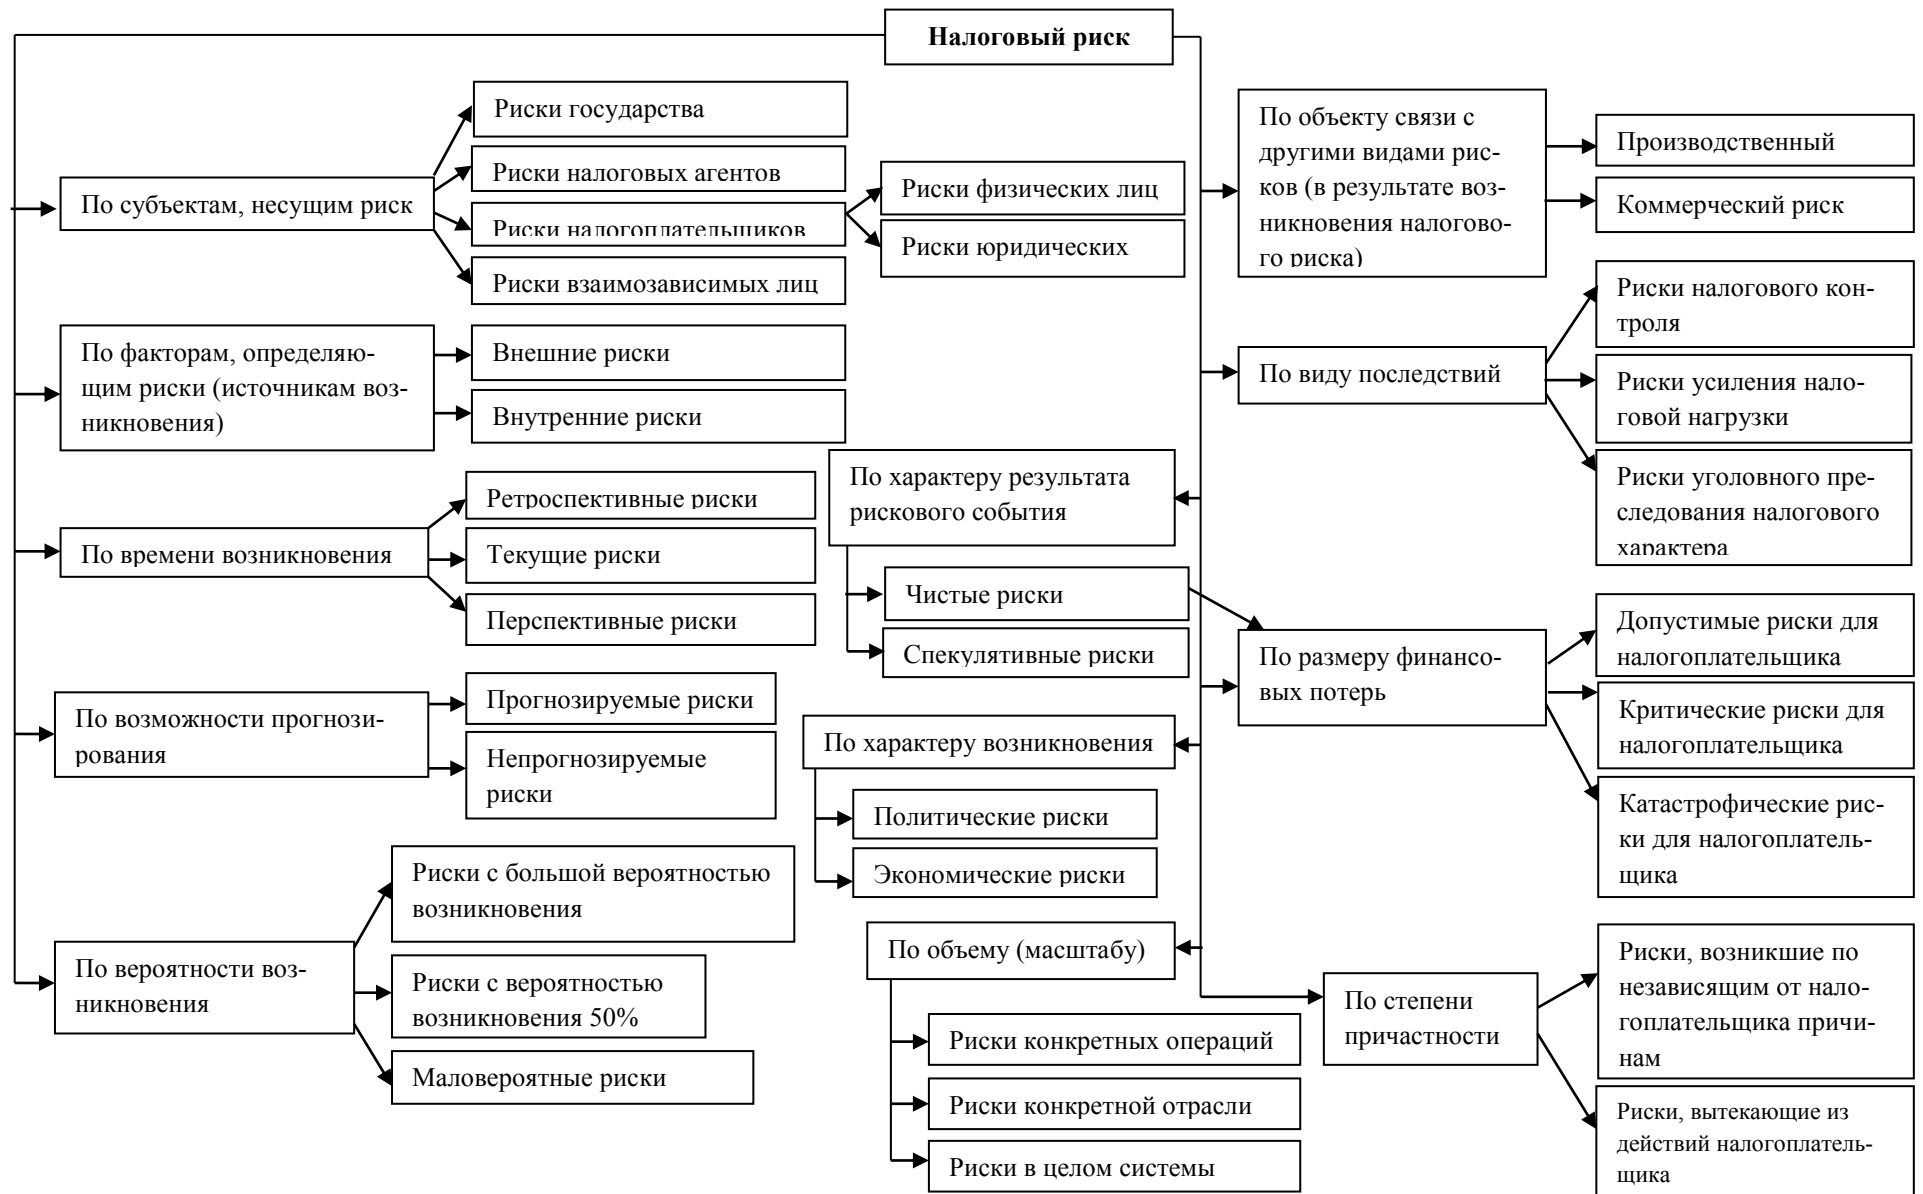 Налоговый риск
Риски государства
Риски налоговых агентов
По субъектам, несущим риск
Риски налогоплательщиков
Риски взаимозависимых лиц
Риски физических лиц
Риски юридических
По факторам, определяю-
щим риски (источникам воз-
никновения)
Внешние риски
Внутренние риски
По времени возникновения
Ретроспективные риски
Текущие риски
Перспективные риски
По возможности прогнози-
рования
Прогнозируемые риски
Непрогнозируемые
риски
По вероятности воз-
никновения
Риски с большой вероятностью
возникновения
Риски с вероятностью
возникновения 50%
Маловероятные риски
По характеру результата
рискового события
Чистые риски
Спекулятивные риски
По характеру возникновения
Политические риски
Экономические риски
По объему (масштабу)
Риски конкретных операций
Риски конкретной отрасли
Риски в целом системы
По объекту связи с
другими видами рис-
ков (в результате воз-
никновения налогово-
го риска)
Производственный
Коммерческий риск
По виду последствий
Риски налогового кон-
троля
Риски усиления нало-
говой нагрузки
Риски уголовного пре-
следования налогового
характера
По размеру финансо-
вых потерь
Допустимые риски для
налогоплательщика
Критические риски для
налогоплательщика
Катастрофические рис-
ки для налогоплатель-
щика
По степени
причастности
Риски, возникшие по
независящим от нало-
гоплательщика причи-
нам
Риски, вытекающие из
действий налогоплатель-
щика